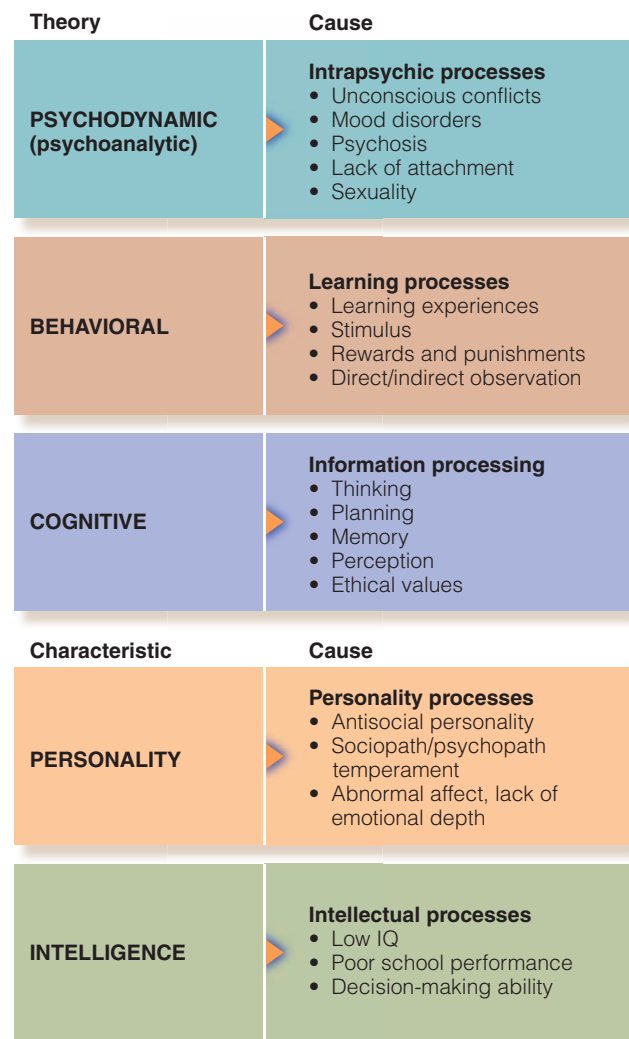 Theory Cause
PSYCHODYNAMIC
(psychoanalytic)
Intrapsychic processes
• Unconscious conflicts
• Mood disorders
• Psychosis
• Lack of attachment
• Sexuality
BEHAVIORAL
Learning processes
• Learning experiences
• Stimulus
• Rewards and punishments
• Direct/indirect observation
COGNITIVE
Information processing
• Thinking
• Planning
• Memory
• Perception
• Ethical values
Characteristic Cause
PERSONALITY
Personality processes
• Antisocial personality
• Sociopath/psychopath
temperament
• Abnormal affect, lack of
emotional depth
INTELLIGENCE
Intellectual processes
• Low IQ
• Poor school performance
• Decision-making ability